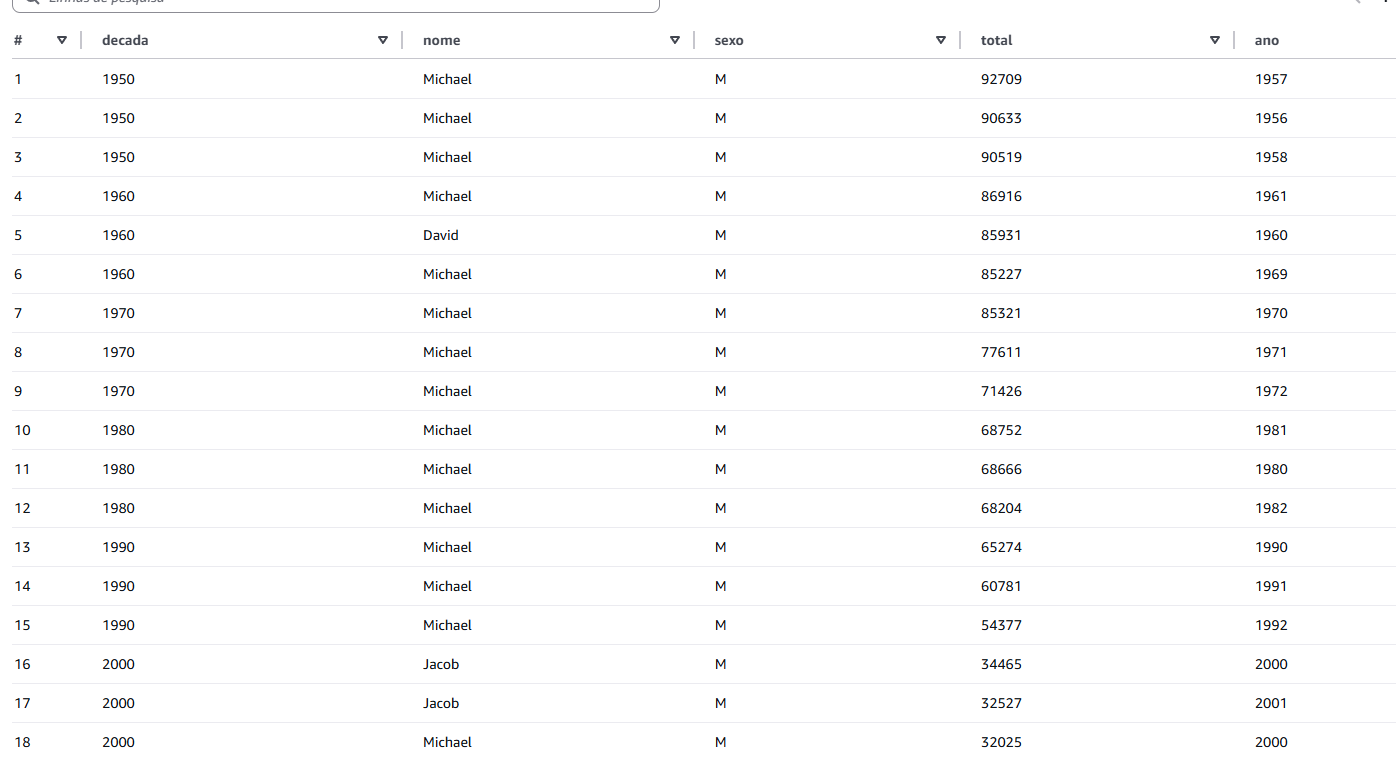 Linhas de pesquisa
# decada nome sexo total ano
1 1950 Michael M 92709 1957
2 1950 Michael M 90633 1956
3 1950 Michael M 90519 1958
4 1960 Michael M 86916 1961
5 1960 David M 85931 1960
6 1960 Michael M 85227 1969
7 1970 Michael M 85321 1970
8 1970 Michael M 77611 1971
9 1970 Michael M 71426 1972
10 1980 Michael M 68752 1981
11 1980 Michael M 68666 1980
12 1980 Michael M 68204 1982
13 1990 Michael M 65274 1990
14 1990 Michael M 60781 1991
15 1990 Michael M 54377 1992
16 2000 Jacob M 34465 2000
17 2000 Jacob M 32527 2001
18 2000 Michael M 32025 2000